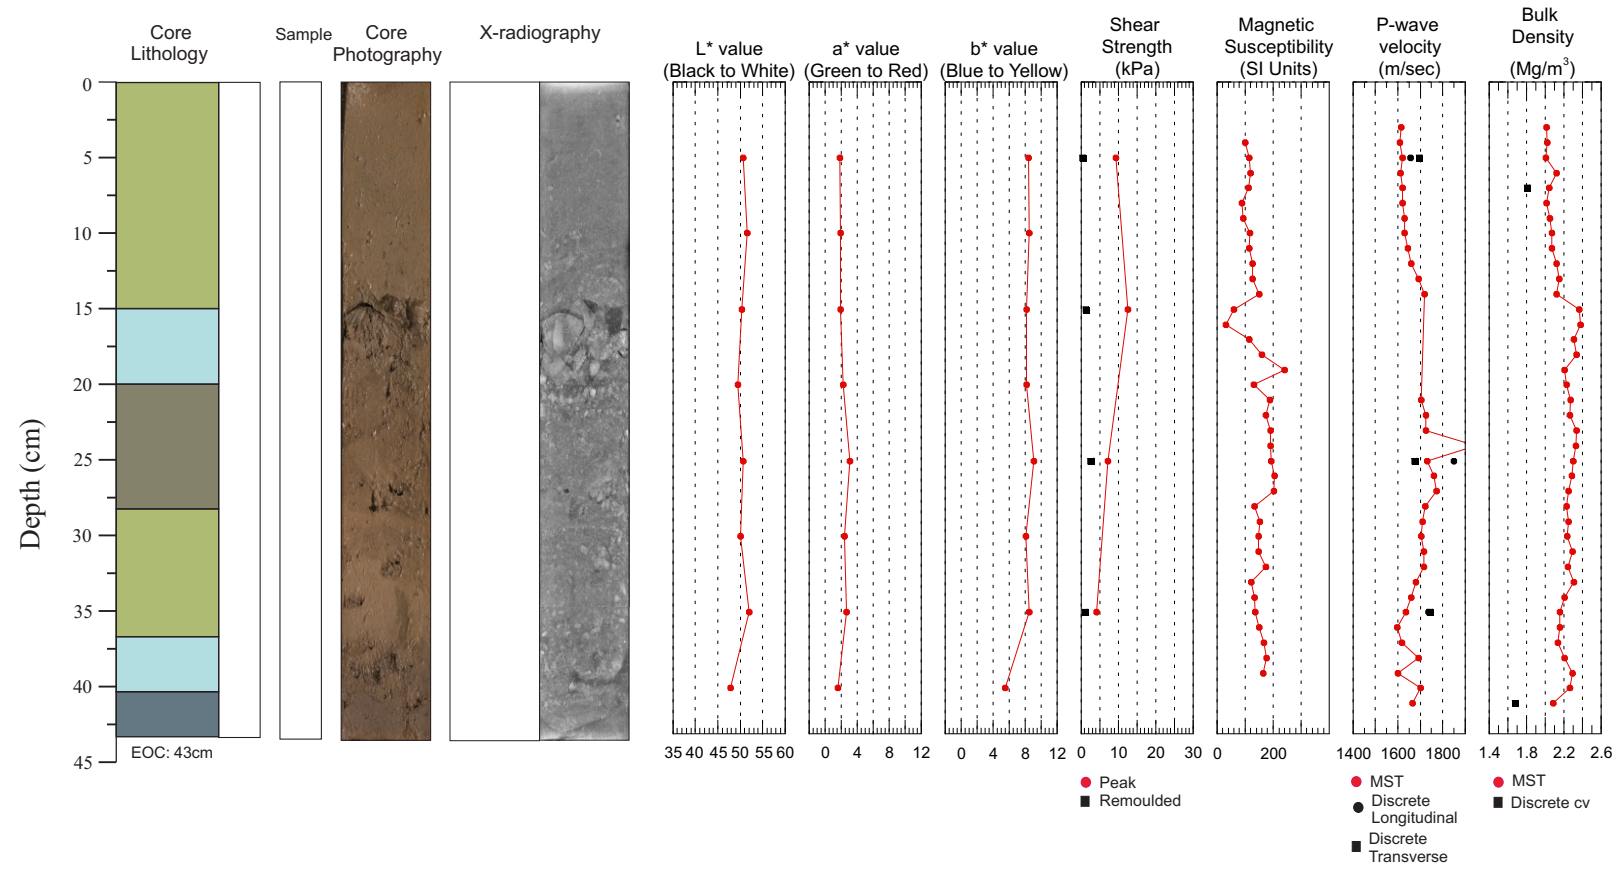 Core
Lithology
Sample
Core
Photography
X-radiography
L* value
(Black to White)
a* value
(Green to Red)
b* value
(Blue to Yellow)
Shear
Strength
(kPa)
Magnetic
Susceptibility
(SI Units)
P-wave
velocity
(m/sec)
Bulk
Density
(Mg/m³)
Depth (cm)
0
5
10
15
20
25
30
35
40
45
EOC: 43cm
35 40 45 50 55 60
0 4 8 12
0 4 8 12
0 10 20 30
0 200
1400 1600 1800
1.4 1.8 2.2 2.6
Peak
Remoulded
MST
Discrete
Longitudinal
Discrete
Transverse
MST
Discrete cv